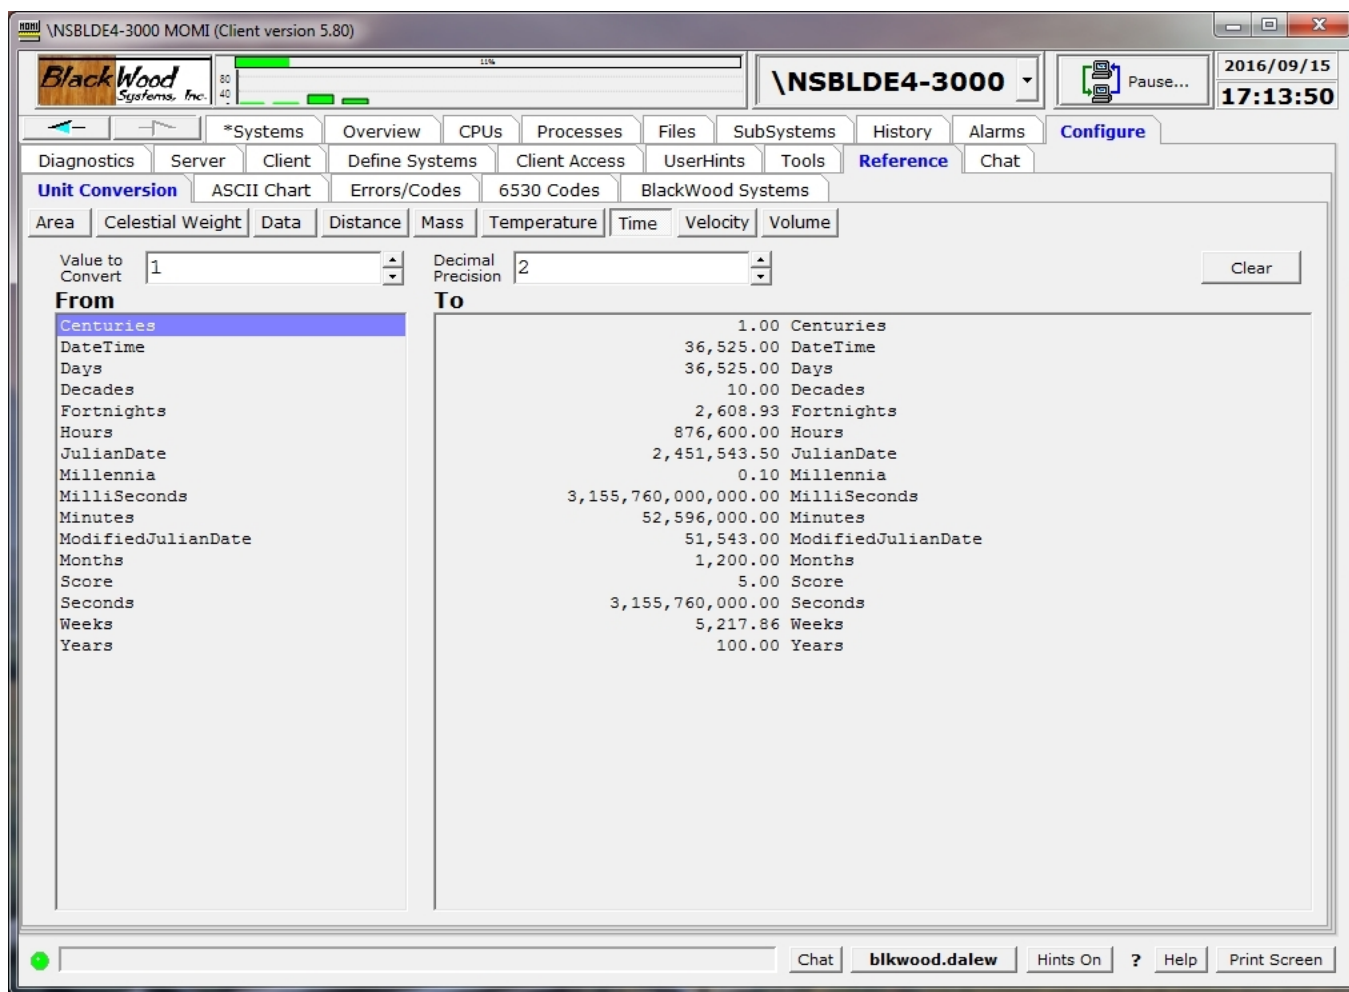 MOMI \NSBLDE4-3000 MOMI (Client version 5.80)
BlackWood Systems, Inc.
80
40
11%
\NSBLDE4-3000
Pause...
2016/09/15
17:13:50
*Systems Overview CPUs Processes Files SubSystems History Alarms Configure
Diagnostics Server Client Define Systems Client Access UserHints Tools Reference Chat
Unit Conversion ASCII Chart Errors/Codes 6530 Codes BlackWood Systems
Area Celestial Weight Data Distance Mass Temperature Time Velocity Volume
Value to Convert 1 Decimal Precision 2 Clear
From To
Centuries 1.00 Centuries
DateTime 36,525.00 DateTime
Days 36,525.00 Days
Decades 10.00 Decades
Fortnights 2,608.93 Fortnights
Hours 876,600.00 Hours
JulianDate 2,451,543.50 JulianDate
Millennia 0.10 Millennia
MilliSeconds 3,155,760,000,000.00 MilliSeconds
Minutes 52,596,000.00 Minutes
ModifiedJulianDate 51,543.00 ModifiedJulianDate
Months 1,200.00 Months
Score 5.00 Score
Seconds 3,155,760,000.00 Seconds
Weeks 5,217.86 Weeks
Years 100.00 Years
Chat blkwood.dalew Hints On ? Help Print Screen